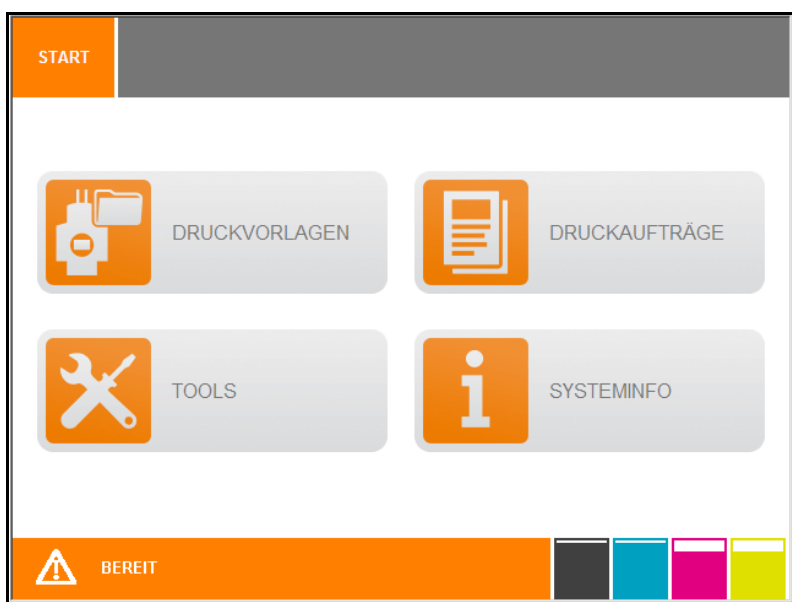 START
DRUCKVORLAGEN
DRUCKAUFTRÄGE
TOOLS
SYSTEMINFO
BEREIT